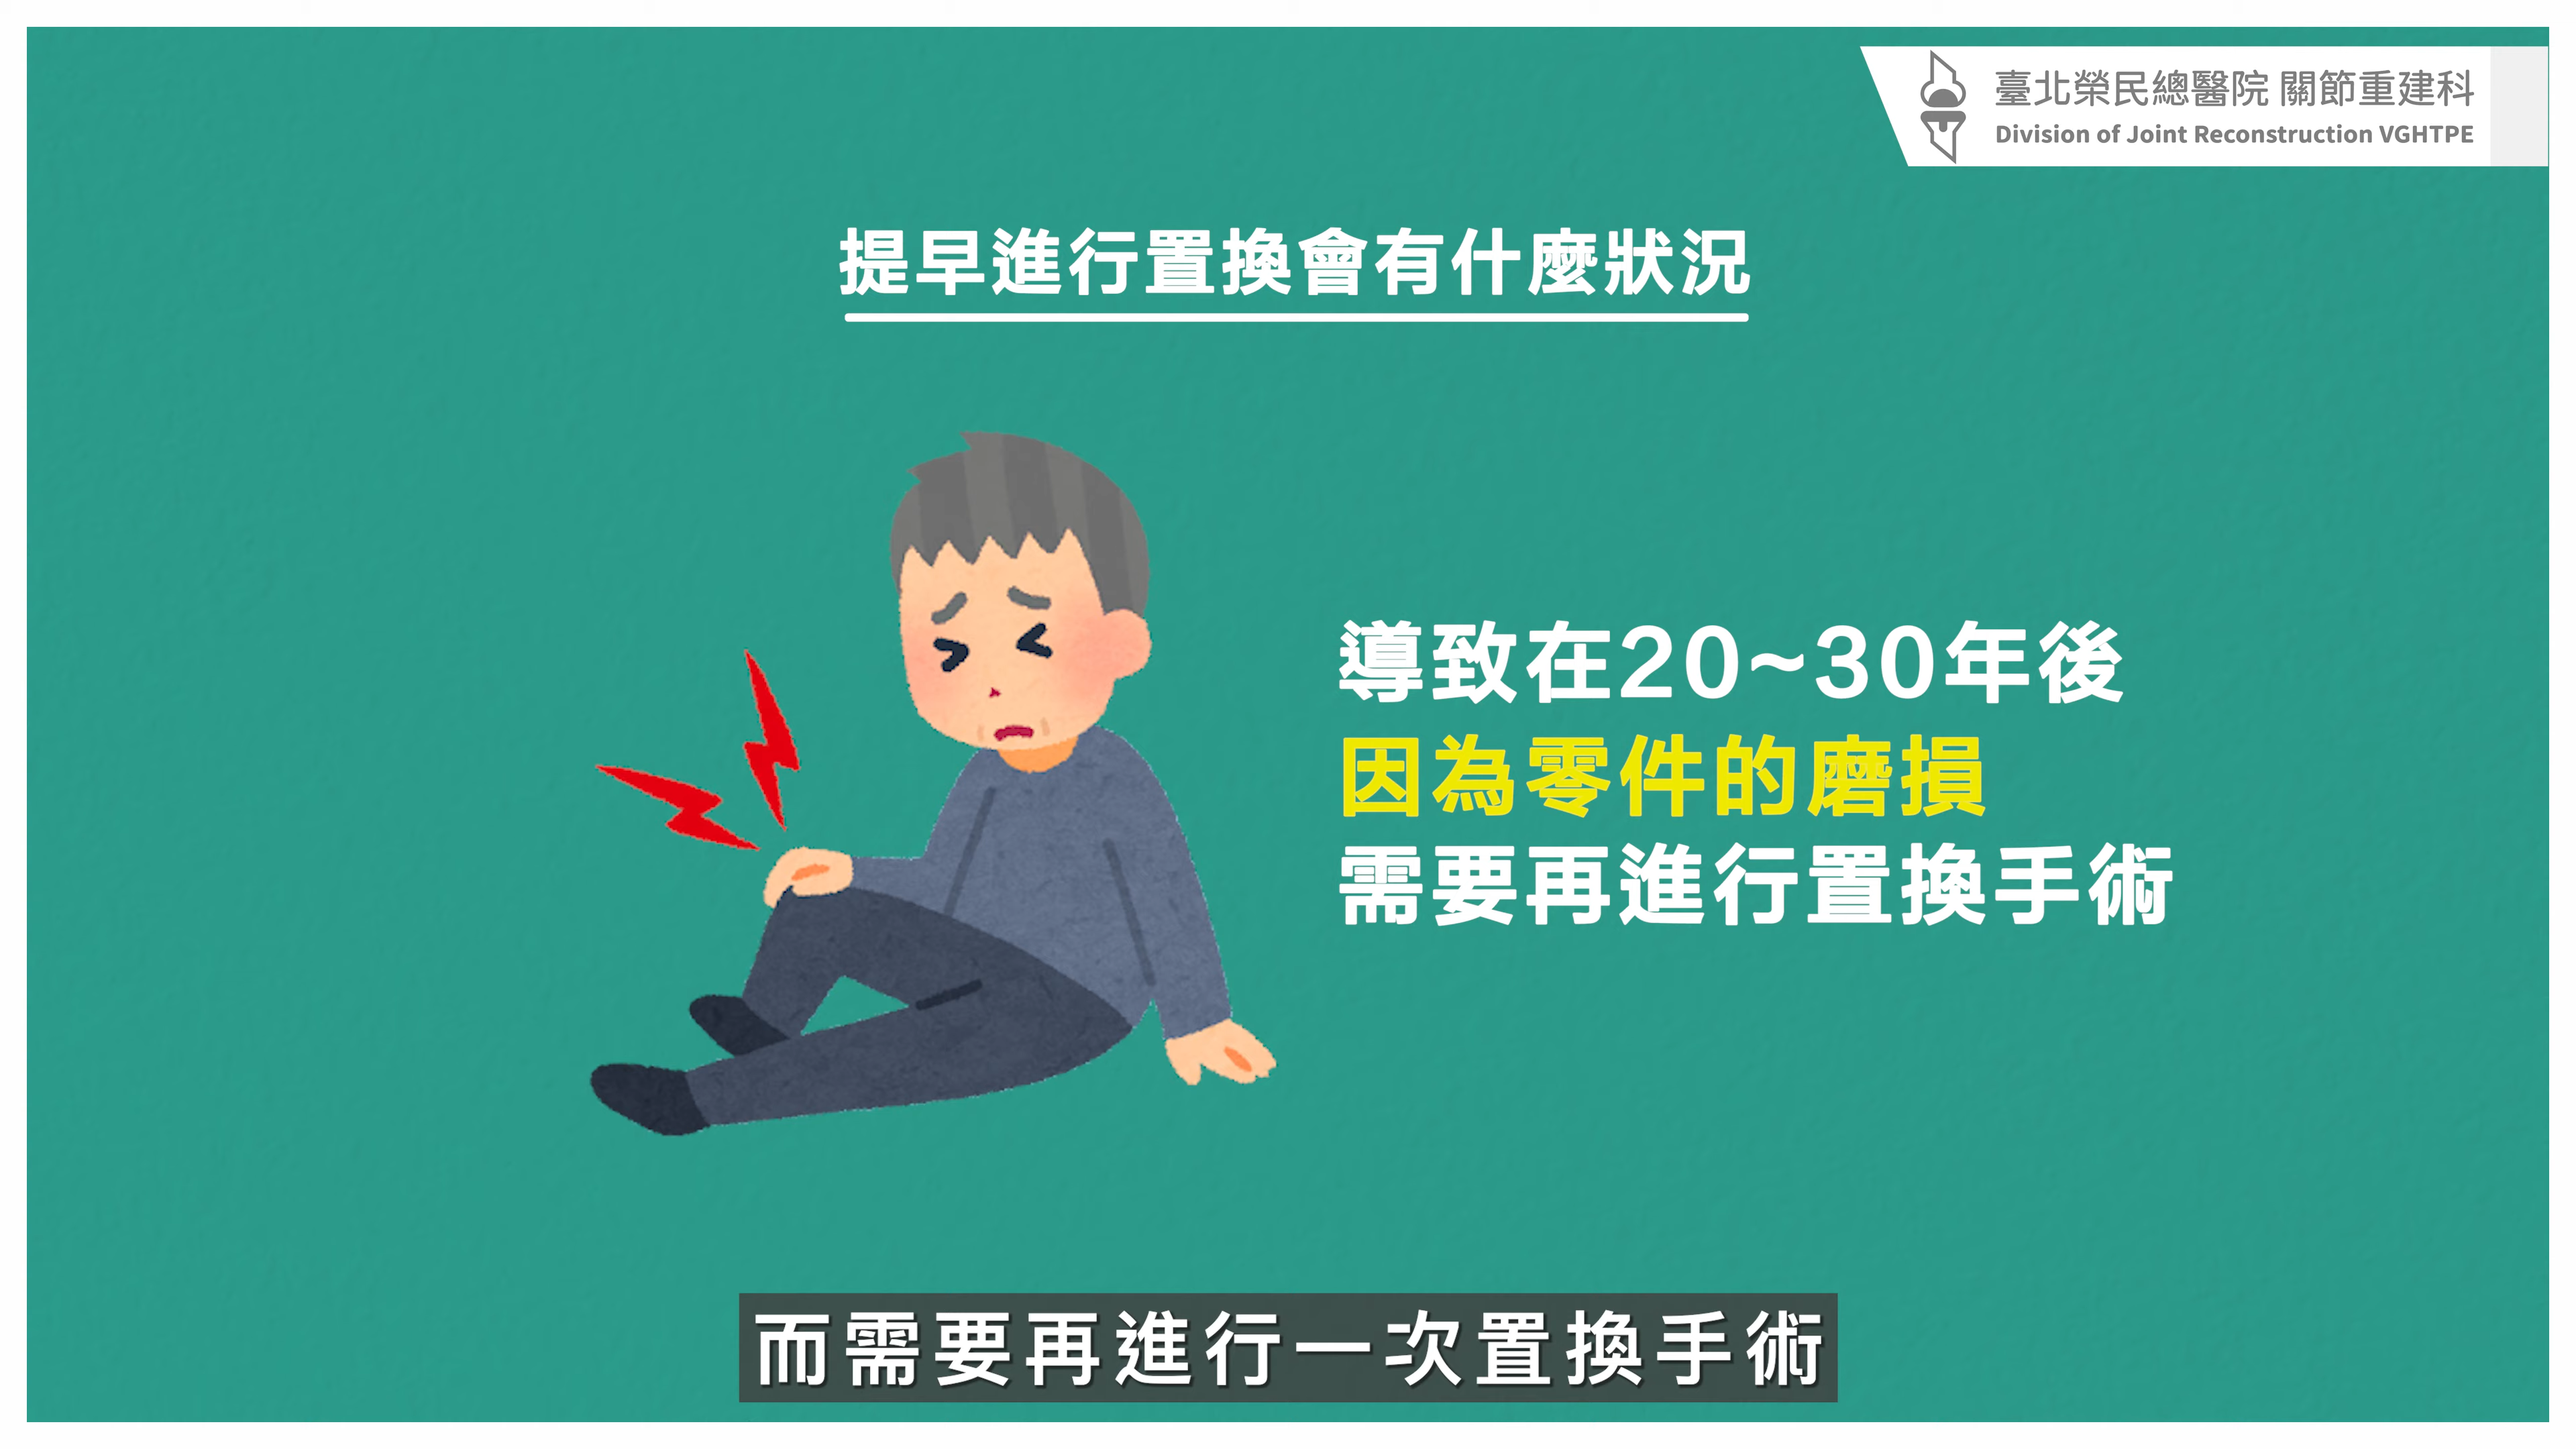 臺北榮民總醫院 關節重建科
Division of Joint Reconstruction VGHTPE
提早進行置換會有什麼狀況
導致在20~30年後
因為零件的磨損
需要再進行置換手術
而需要再進行一次置換手術